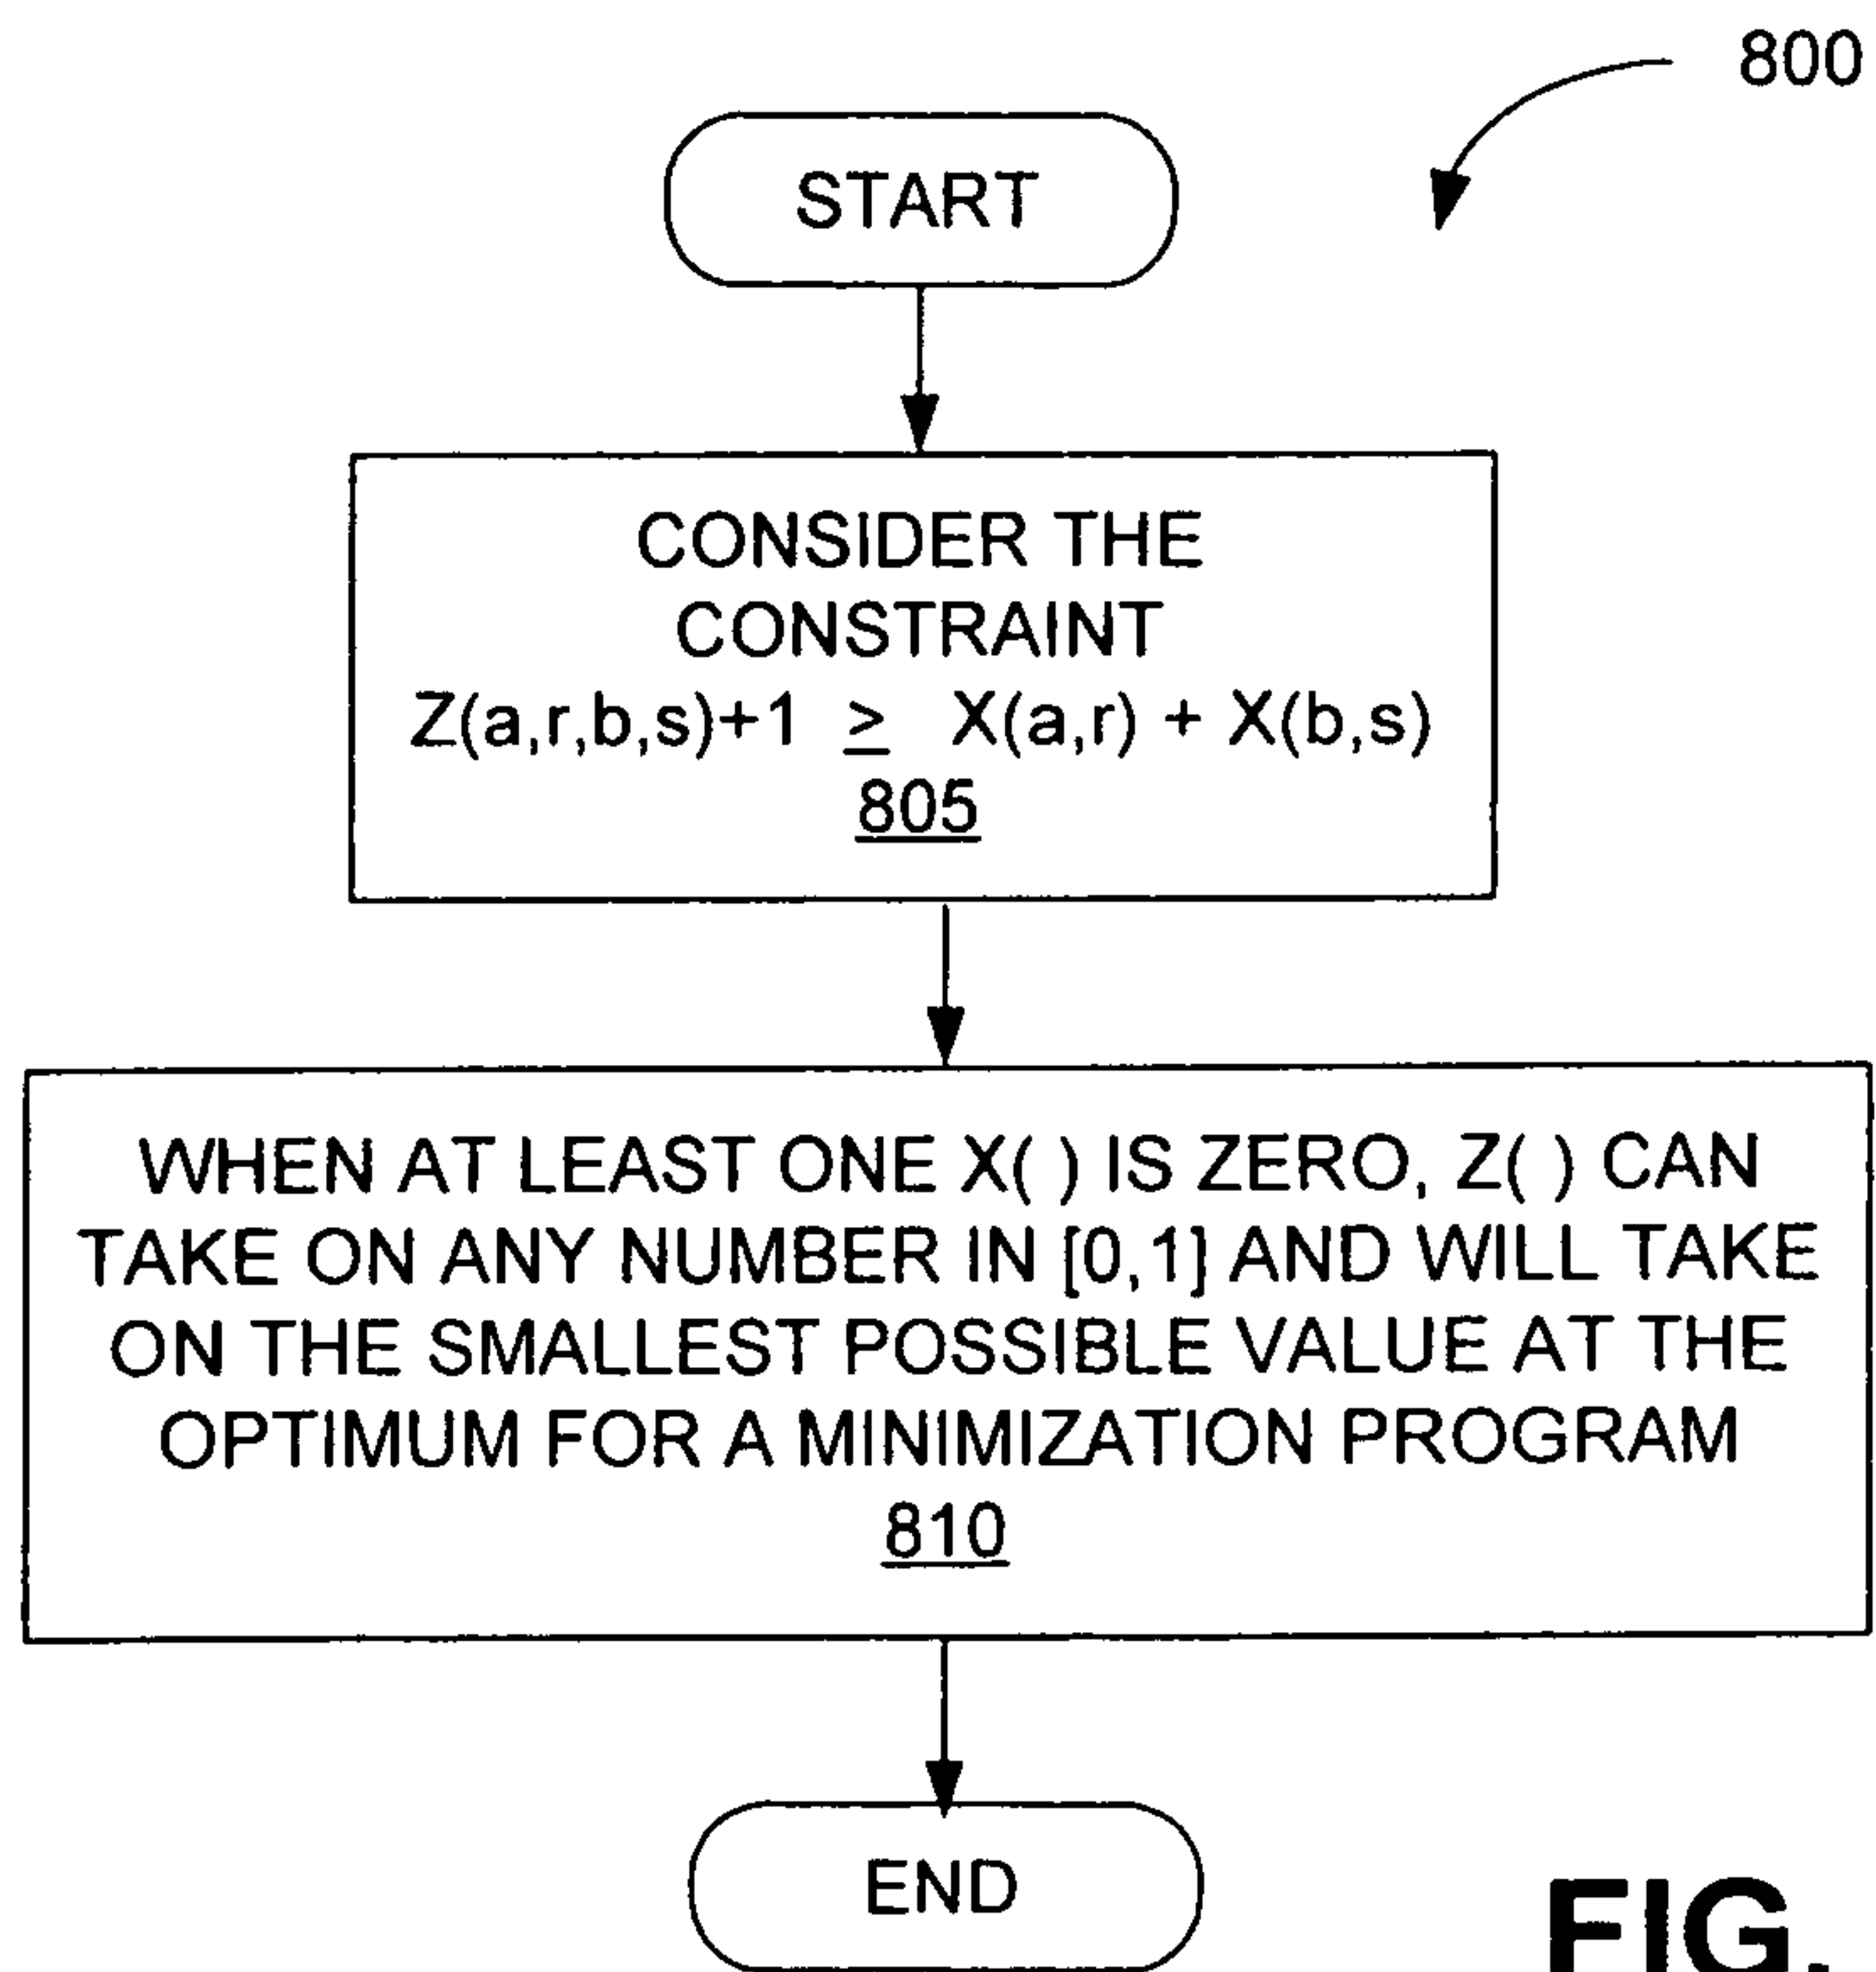 800
START
CONSIDER THE
CONSTRAINT
Z(a,r,b,s)+1 ≥ X(a,r) + X(b,s)
805
WHEN AT LEAST ONE X( ) IS ZERO, Z( ) CAN
TAKE ON ANY NUMBER IN [0,1] AND WILL TAKE
ON THE SMALLEST POSSIBLE VALUE AT THE
OPTIMUM FOR A MINIMIZATION PROGRAM
810
END
FIG.